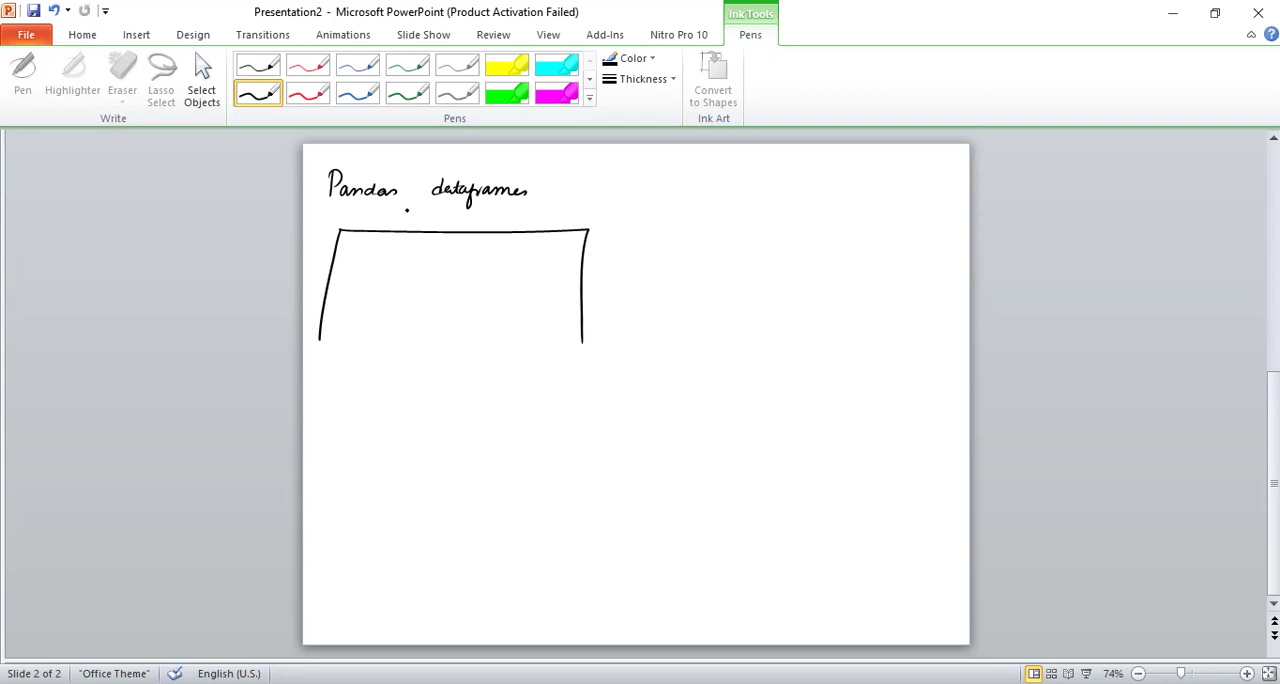 Presentation2 - Microsoft PowerPoint (Product Activation Failed)
Ink Tools
File Home Insert Design Transitions Animations Slide Show Review View Add-Ins Nitro Pro 10 Pens
Pen Highlighter Eraser Lasso Select Select Objects
Write
Pens
Color
Thickness
Convert to Shapes
Ink Art
Pandas dataframes
Slide 2 of 2 "Office Theme" English (U.S.) 74%